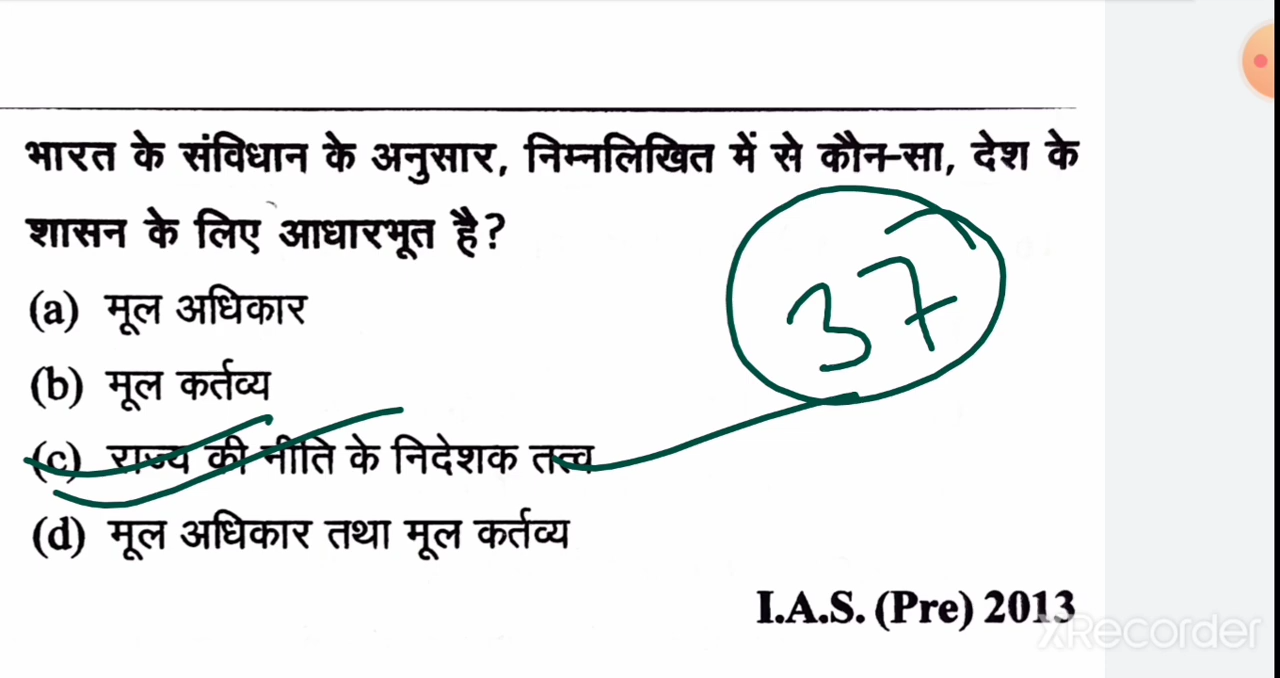 भारत के संविधान के अनुसार, निम्नलिखित में से कौन-सा, देश के
शासन के लिए आधारभूत है?
(a) मूल अधिकार
(b) मूल कर्तव्य
(c) राज्य की नीति के निदेशक तत्व
(d) मूल अधिकार तथा मूल कर्तव्य
37
I.A.S. (Pre) 2013
XRecorder